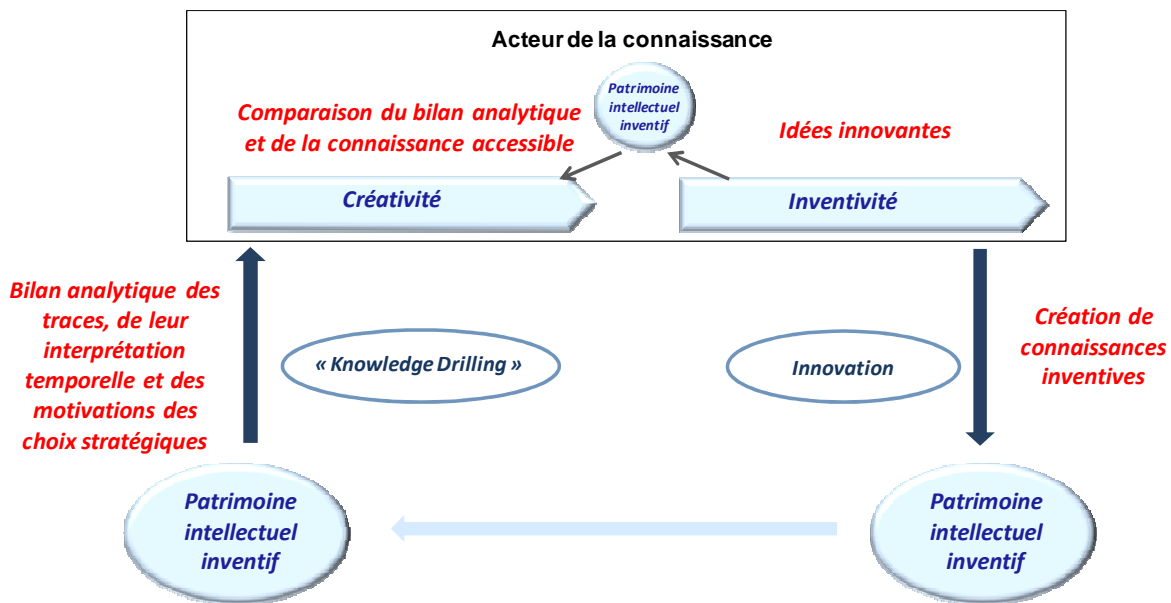 Acteur de la connaissance
Comparaison du bilan analytique
et de la connaissance accessible
Patrimoine
intellectuel
inventif
Idées innovantes
Créativité
Inventivité
Bilan analytique des
traces, de leur
interprétation
temporelle et des
motivations des
choix stratégiques
« Knowledge Drilling »
Innovation
Création de
connaissances
inventives
Patrimoine
intellectuel
inventif
Patrimoine
intellectuel
inventif